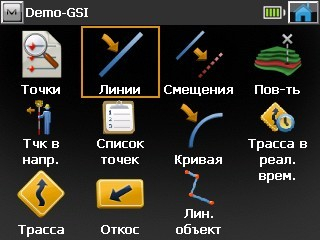 Demo-GSI
Точки
Линии
Смещения
Пов-ть
Тчк в
напр.
Список
точек
Кривая
Трасса в
реал.
врем.
Трасса
Откос
Лин.
объект